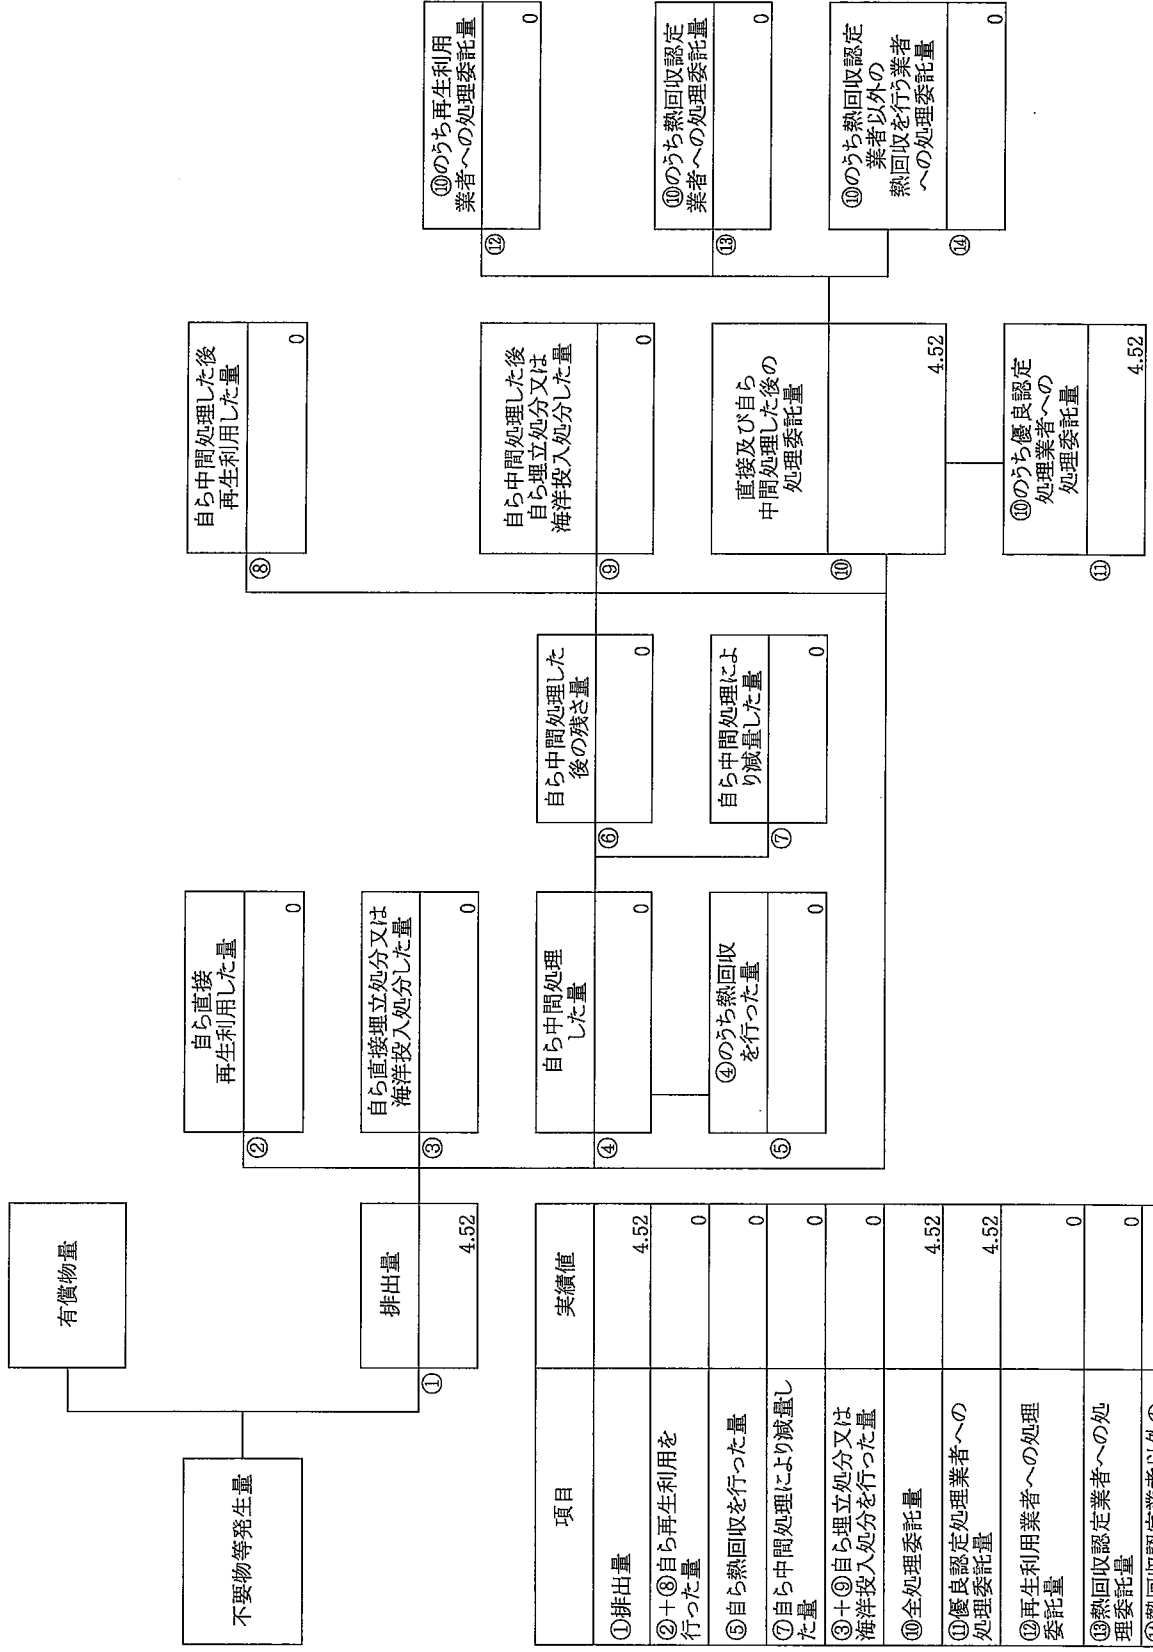 不要物等発生量
有償物量
①
排出量
4.52
②
自ら直接
再生利用した量
0
③
自ら直接埋立処分又は
海洋投入処分した量
0
④
自ら中間処理
した量
0
⑤
④のうち熱回収
を行った量
0
⑥
自ら中間処理した
後の残さ量
0
⑦
自ら中間処理によ
り減量した量
0
⑧
自ら中間処理した後
再生利用した量
0
⑨
自ら中間処理した後
自ら埋立処分又は
海洋投入処分した量
0
⑩
直接及び自ら
中間処理した後の
処理委託量
4.52
⑪
⑩のうち優良認定
処理業者への
処理委託量
4.52
⑫
⑩のうち再生利用
業者への処理委託量
0
⑬
⑩のうち熱回収認定
業者への処理委託量
0
⑭
⑩のうち熱回収認定
業者以外の
熱回収を行う業者
への処理委託量
0
項目
実績値
①排出量
4.52
②+⑧自ら再生利用を
行った量
0
⑤自ら熱回収を行った量
0
⑦自ら中間処理により減量し
た量
0
③+⑨自ら埋立処分又は
海洋投入処分を行った量
0
⑩全処理委託量
4.52
⑪優良認定処理業者への
処理委託量
4.52
⑫再生利用業者への処理
委託量
0
⑬熱回収認定業者への処
理委託量
0
⑭熱回収認定業者以外の